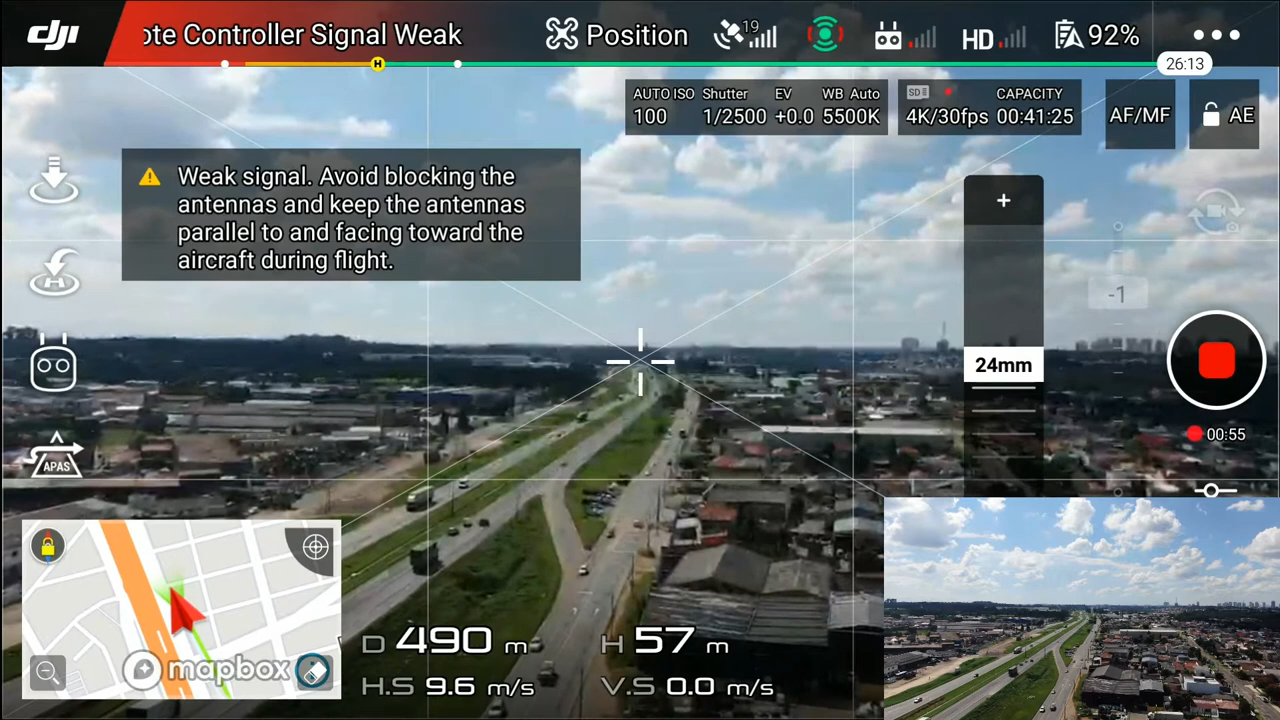 dji
ote Controller Signal Weak
Position
19
HD
92%
H
26:13
AUTO ISO Shutter EV WB Auto
100 1/2500 +0.0 5500K
SD CAPACITY
4K/30fps 00:41:25
AF/MF
AE
Weak signal. Avoid blocking the
antennas and keep the antennas
parallel to and facing toward the
aircraft during flight.
+
-1
24mm
H
00:55
APAS
D 490 m H 57 m
mapbox
H.S 9.6 m/s V.S 0.0 m/s